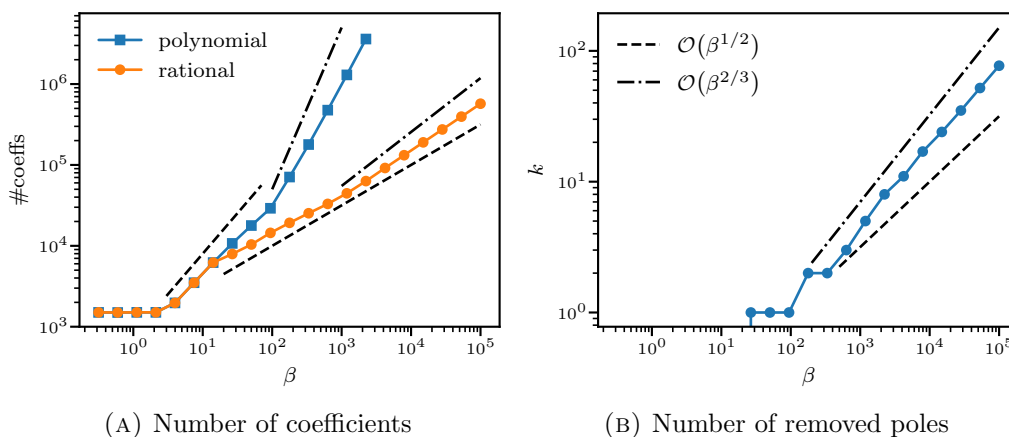 polynomial
rational
#coeffs
10^6
10^5
10^4
10^3
10^0
10^1
10^2
10^3
10^4
10^5
β
(A) Number of coefficients
O(β^{1/2})
O(β^{2/3})
k
10^2
10^1
10^0
10^0
10^1
10^2
10^3
10^4
10^5
β
(B) Number of removed poles